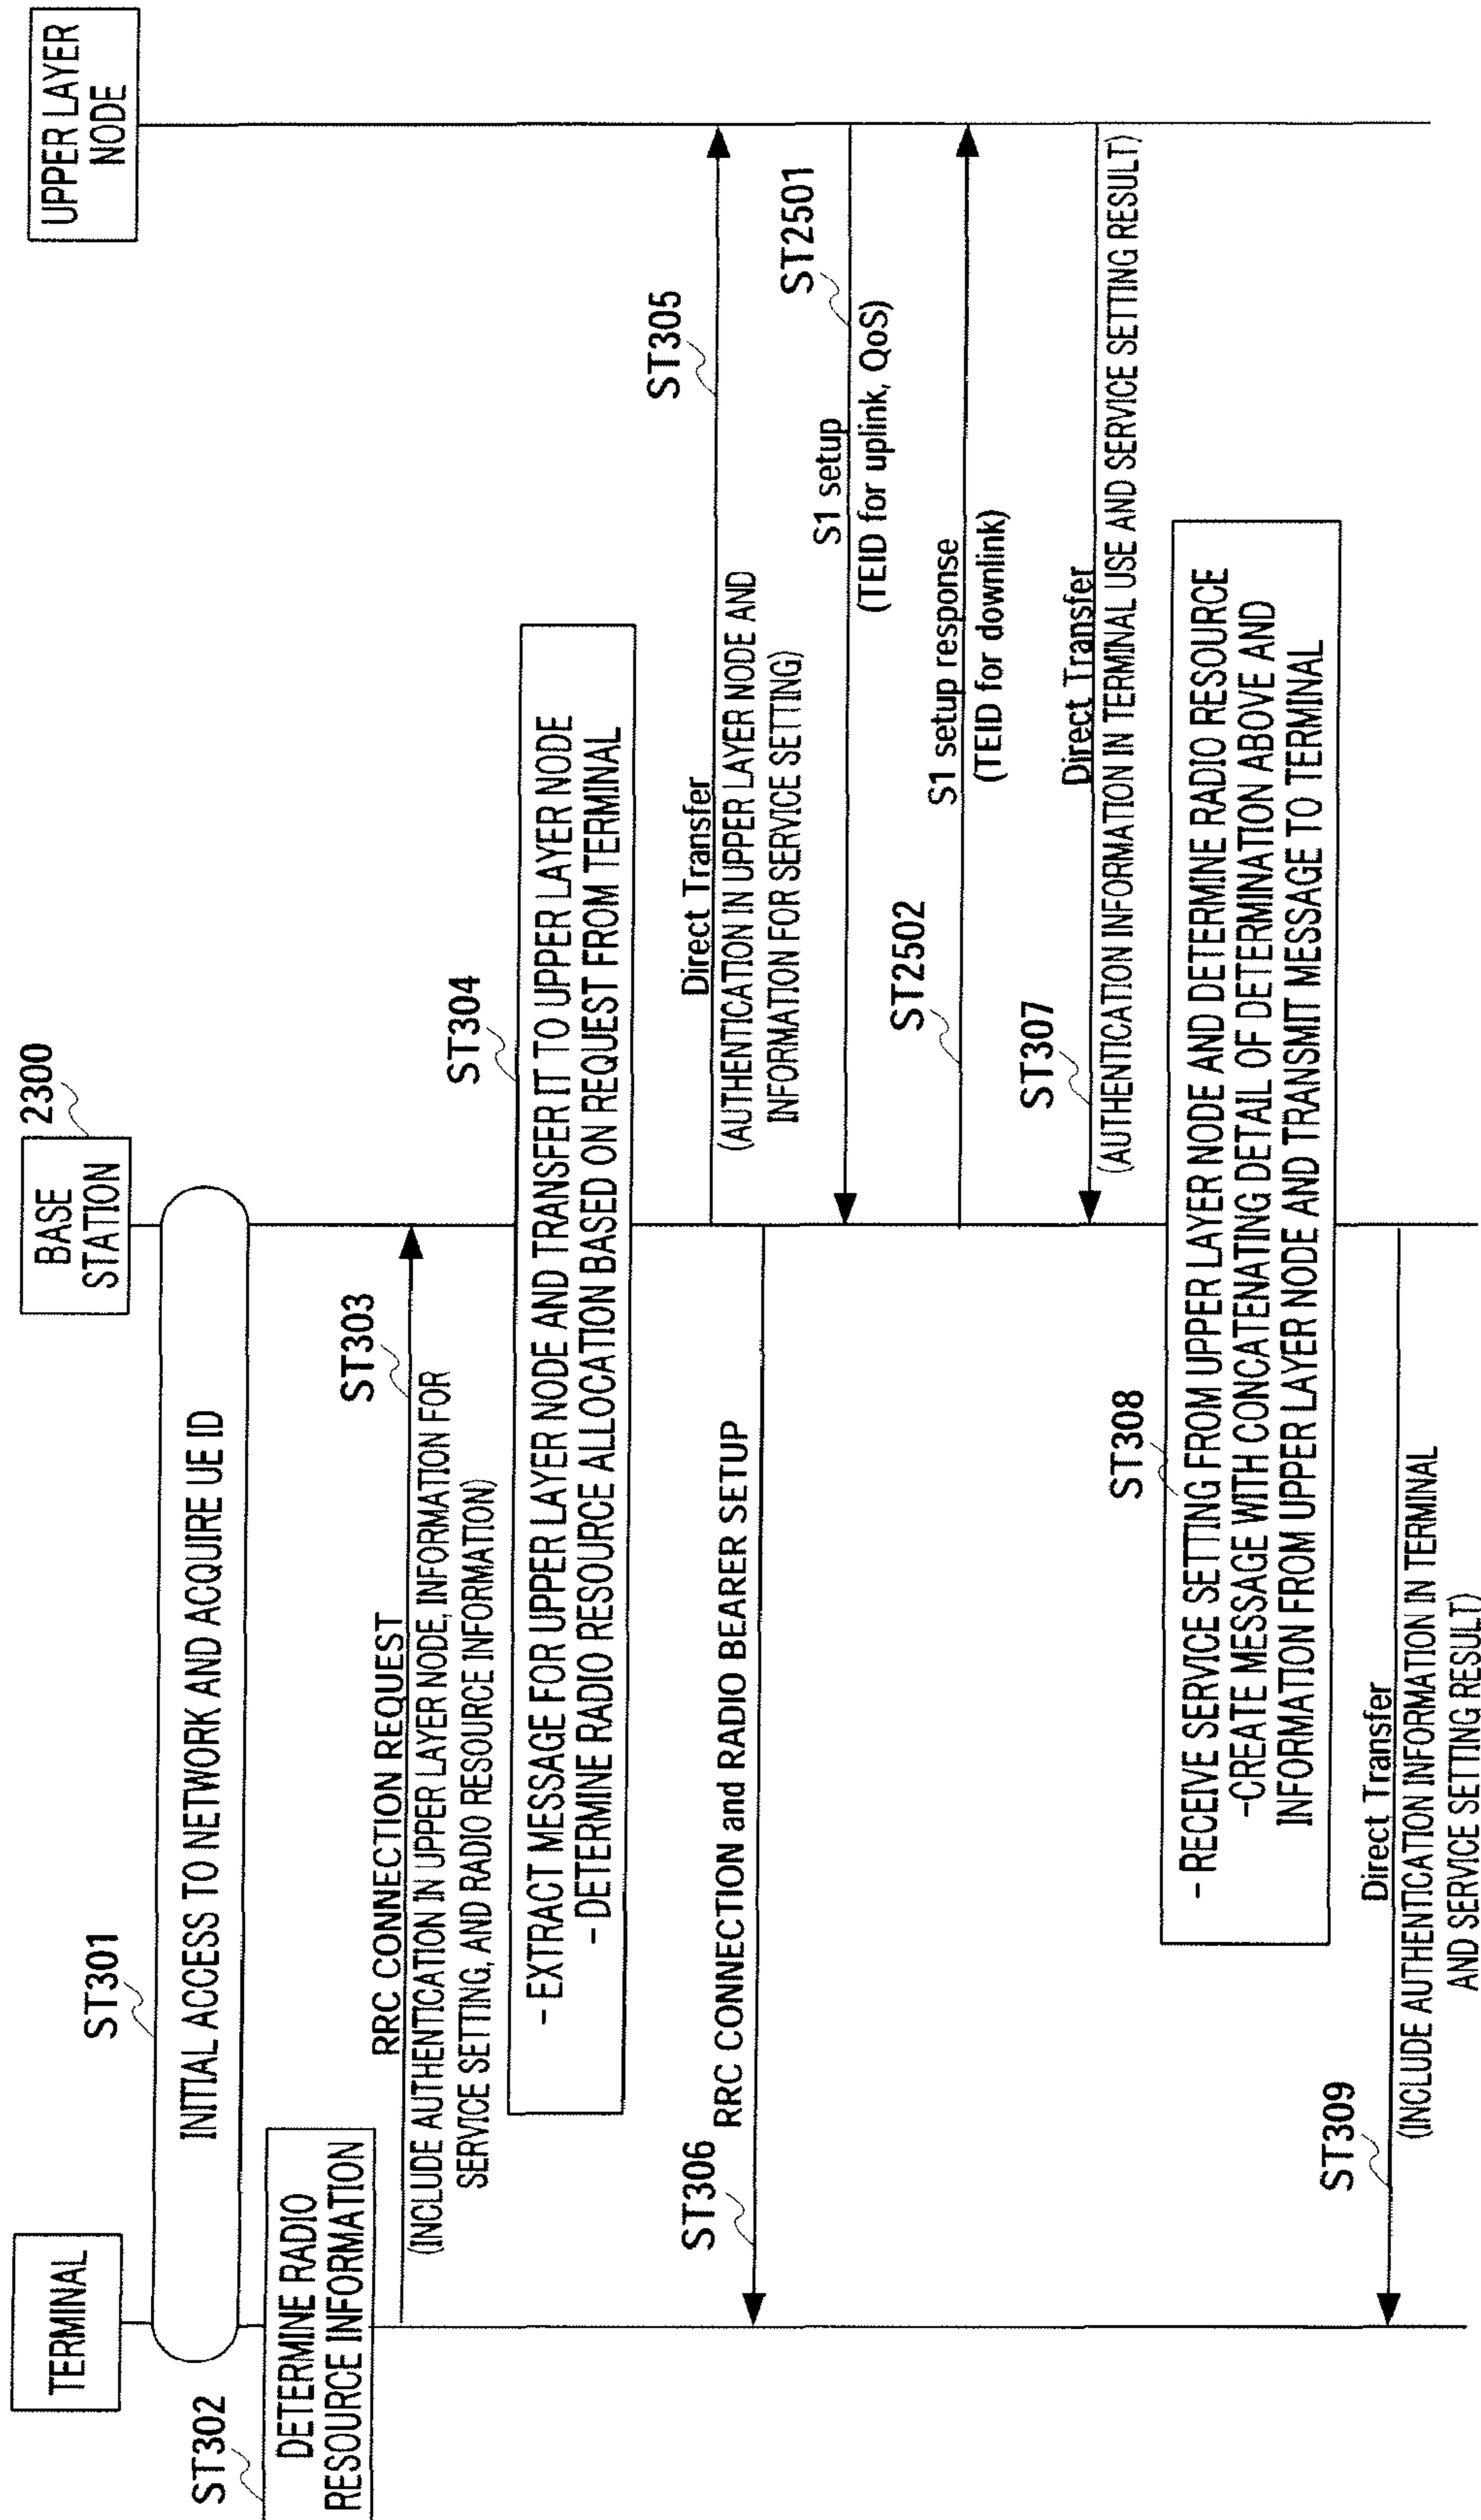 TERMINAL
BASE
STATION
2300
UPPER LAYER
NODE
ST301
INITIAL ACCESS TO NETWORK AND ACQUIRE UE ID
ST302
DETERMINE RADIO
RESOURCE INFORMATION
ST303
RRC CONNECTION REQUEST
(INCLUDE AUTHENTICATION IN UPPER LAYER NODE, INFORMATION FOR
SERVICE SETTING, AND RADIO RESOURCE INFORMATION)
ST304
- EXTRACT MESSAGE FOR UPPER LAYER NODE AND TRANSFER IT TO UPPER LAYER NODE
- DETERMINE RADIO RESOURCE ALLOCATION BASED ON REQUEST FROM TERMINAL
ST305
Direct Transfer
(AUTHENTICATION IN UPPER LAYER NODE AND
INFORMATION FOR SERVICE SETTING)
ST306
RRC CONNECTION and RADIO BEARER SETUP
ST2501
S1 setup
(TEID for uplink, QoS)
ST2502
S1 setup response
(TEID for downlink)
ST307
Direct Transfer
(AUTHENTICATION INFORMATION IN TERMINAL USE AND SERVICE SETTING RESULT)
ST308
- RECEIVE SERVICE SETTING FROM UPPER LAYER NODE AND DETERMINE RADIO RESOURCE
-CREATE MESSAGE WITH CONCATENATING DETAIL OF DETERMINATION ABOVE AND
INFORMATION FROM UPPER LAYER NODE AND TRANSMIT MESSAGE TO TERMINAL
ST309
Direct Transfer
(INCLUDE AUTHENTICATION INFORMATION IN TERMINAL
AND SERVICE SETTING RESULT)